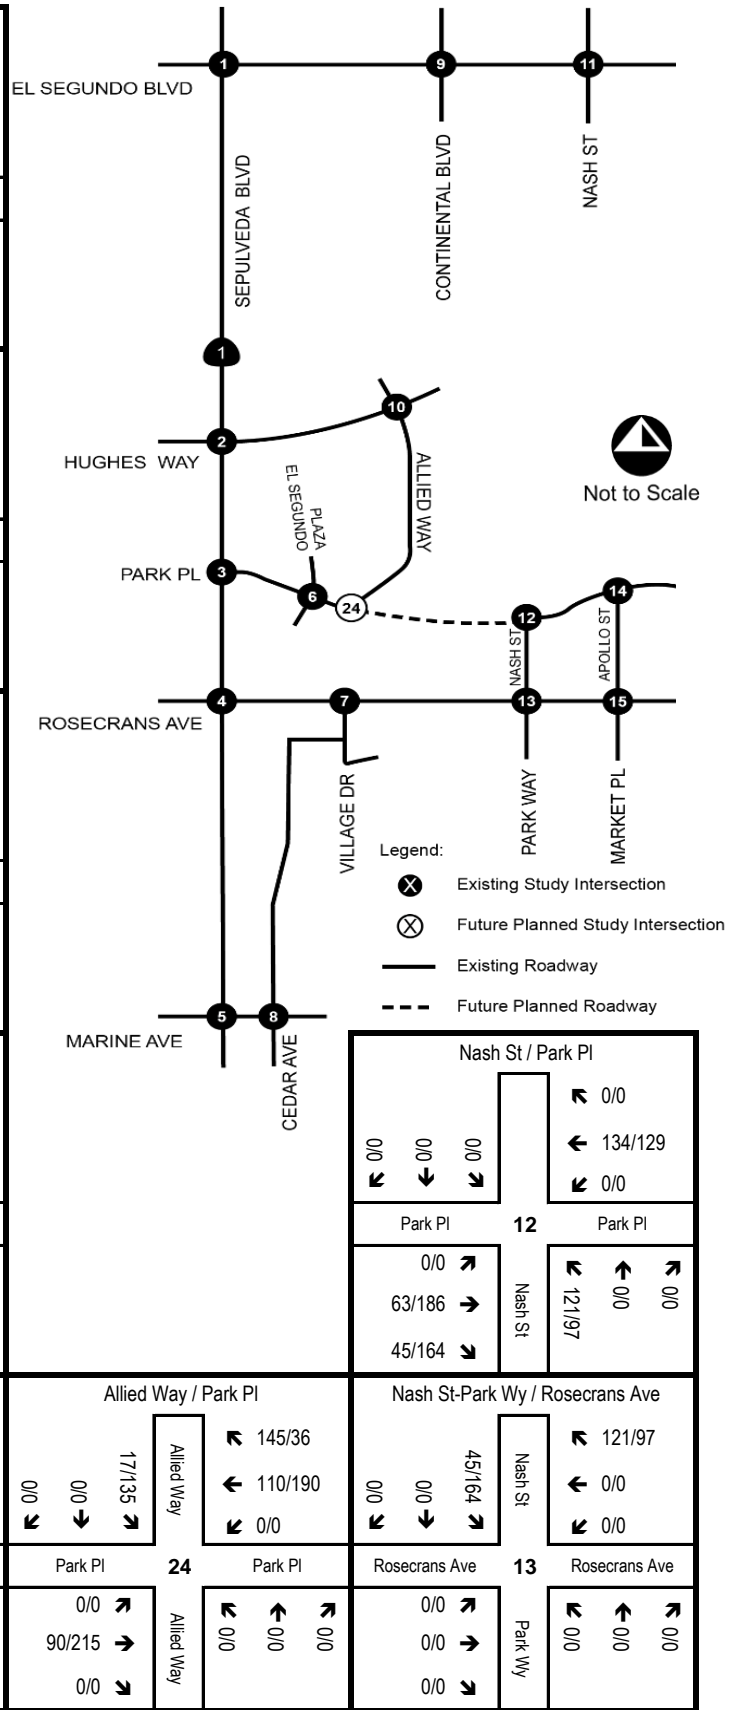 1
9
11
EL SEGUNDO BLVD
SEPULVEDA BLVD
CONTINENTAL BLVD
NASH ST
1
10
2
HUGHES WAY
ALLIED WAY
Not to Scale
PLAZA
EL SEGUNDO
PARK PL
3
6
24
12
14
NASH ST
APOLLO ST
4
7
13
15
ROSECRANS AVE
VILLAGE DR
PARK WAY
MARKET PL
Legend:
X Existing Study Intersection
X Future Planned Study Intersection
Existing Roadway
Future Planned Roadway
5
8
MARINE AVE
CEDAR AVE
Nash St / Park Pl
0/0
0/0
0/0
0/0
134/129
0/0
Park Pl
12
Park Pl
0/0
63/186
45/164
Nash St
121/97
0/0
0/0
Allied Way / Park Pl
0/0
0/0
17/135
Allied Way
145/36
110/190
0/0
Park Pl
24
Park Pl
0/0
90/215
0/0
Allied Way
0/0
0/0
0/0
Nash St-Park Wy / Rosecrans Ave
0/0
0/0
45/164
Nash St
121/97
0/0
0/0
Rosecrans Ave
13
Rosecrans Ave
0/0
0/0
0/0
Park Wy
0/0
0/0
0/0